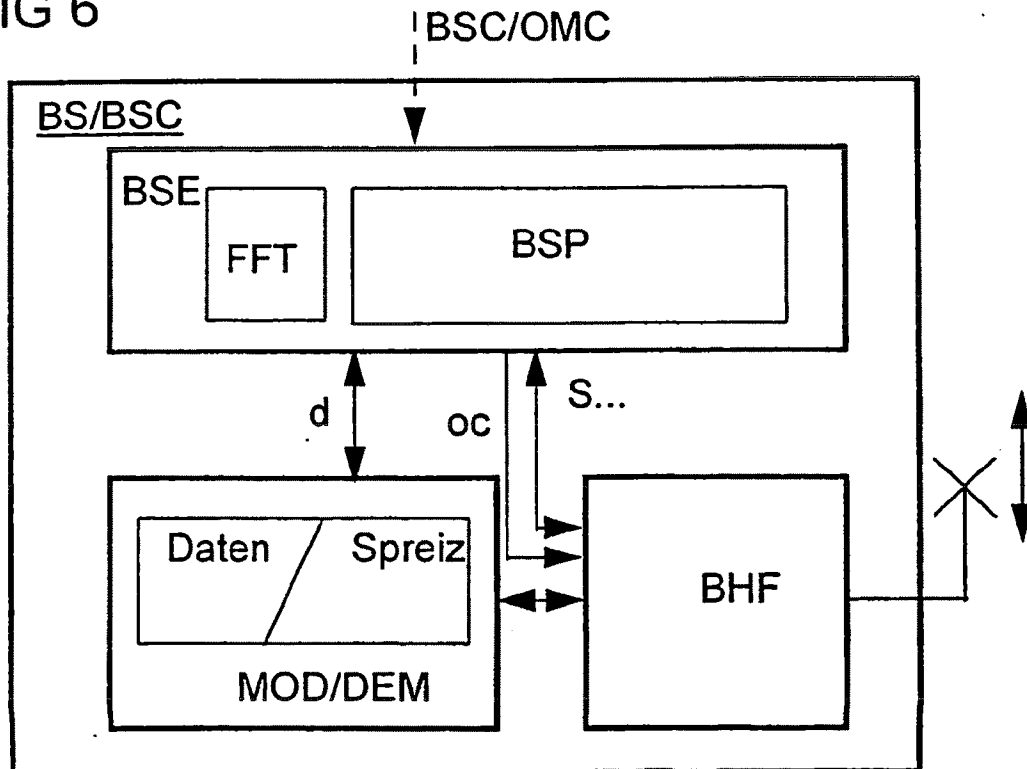 IG 6
BSC/OMC
BS/BSC
BSE
FFT
BSP
d
oc
S...
Daten
Spreiz
BHF
MOD/DEM